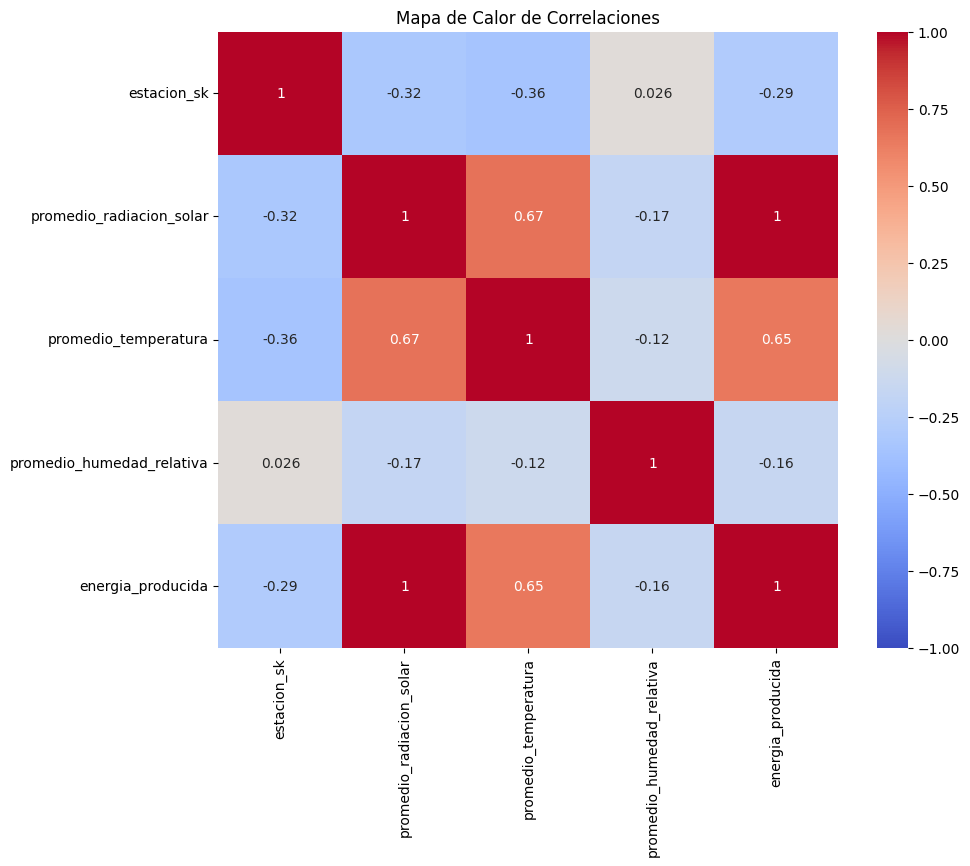 Mapa de Calor de Correlaciones
estacion_sk 1 -0.32 -0.36 0.026 -0.29
promedio_radiacion_solar -0.32 1 0.67 -0.17 1
promedio_temperatura -0.36 0.67 1 -0.12 0.65
promedio_humedad_relativa 0.026 -0.17 -0.12 1 -0.16
energia_producida -0.29 1 0.65 -0.16 1
estacion_sk
promedio_radiacion_solar
promedio_temperatura
promedio_humedad_relativa
energia_producida
1.00
0.75
0.50
0.25
0.00
−0.25
−0.50
−0.75
−1.00